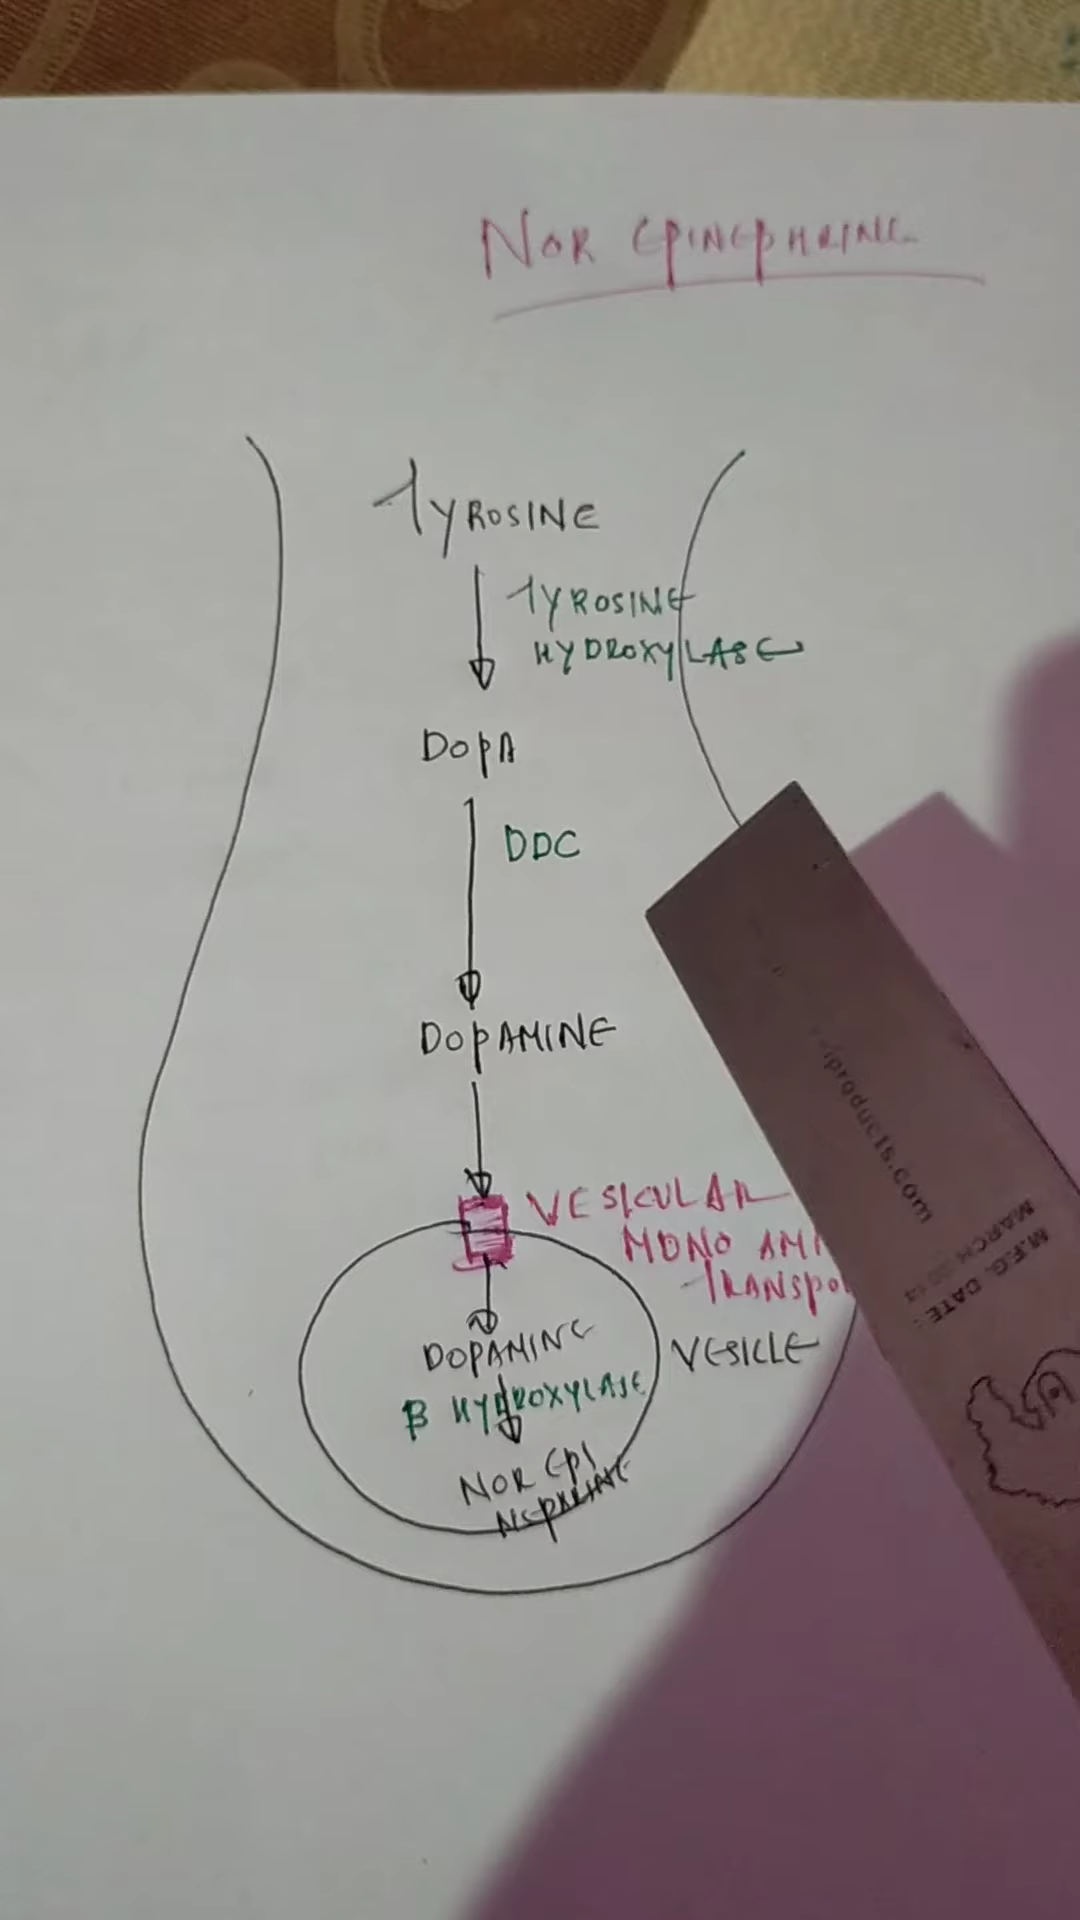 NOR EPINEPHRINE
TYROSINE
TYROSINE
HYDROXYLASE
DOPA
DDC
DOPAMINE
VESICULAR
MONO AMI
TRANSPO
DOPAMINE
VESICLE
β HYDROXYLASE
NOR EPI
NEPHRINE
iproducts.com
M.F.G. DATE:
MARCH